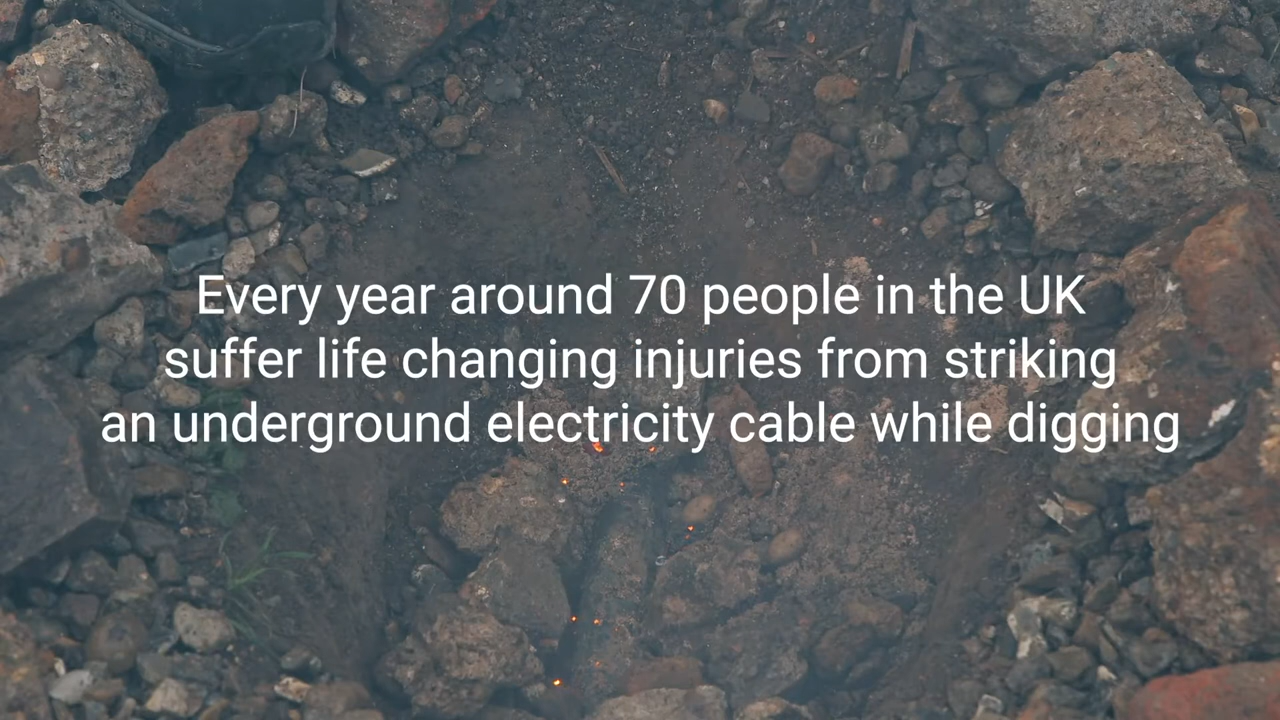 Every year around 70 people in the UK
suffer life changing injuries from striking
an underground electricity cable while digging